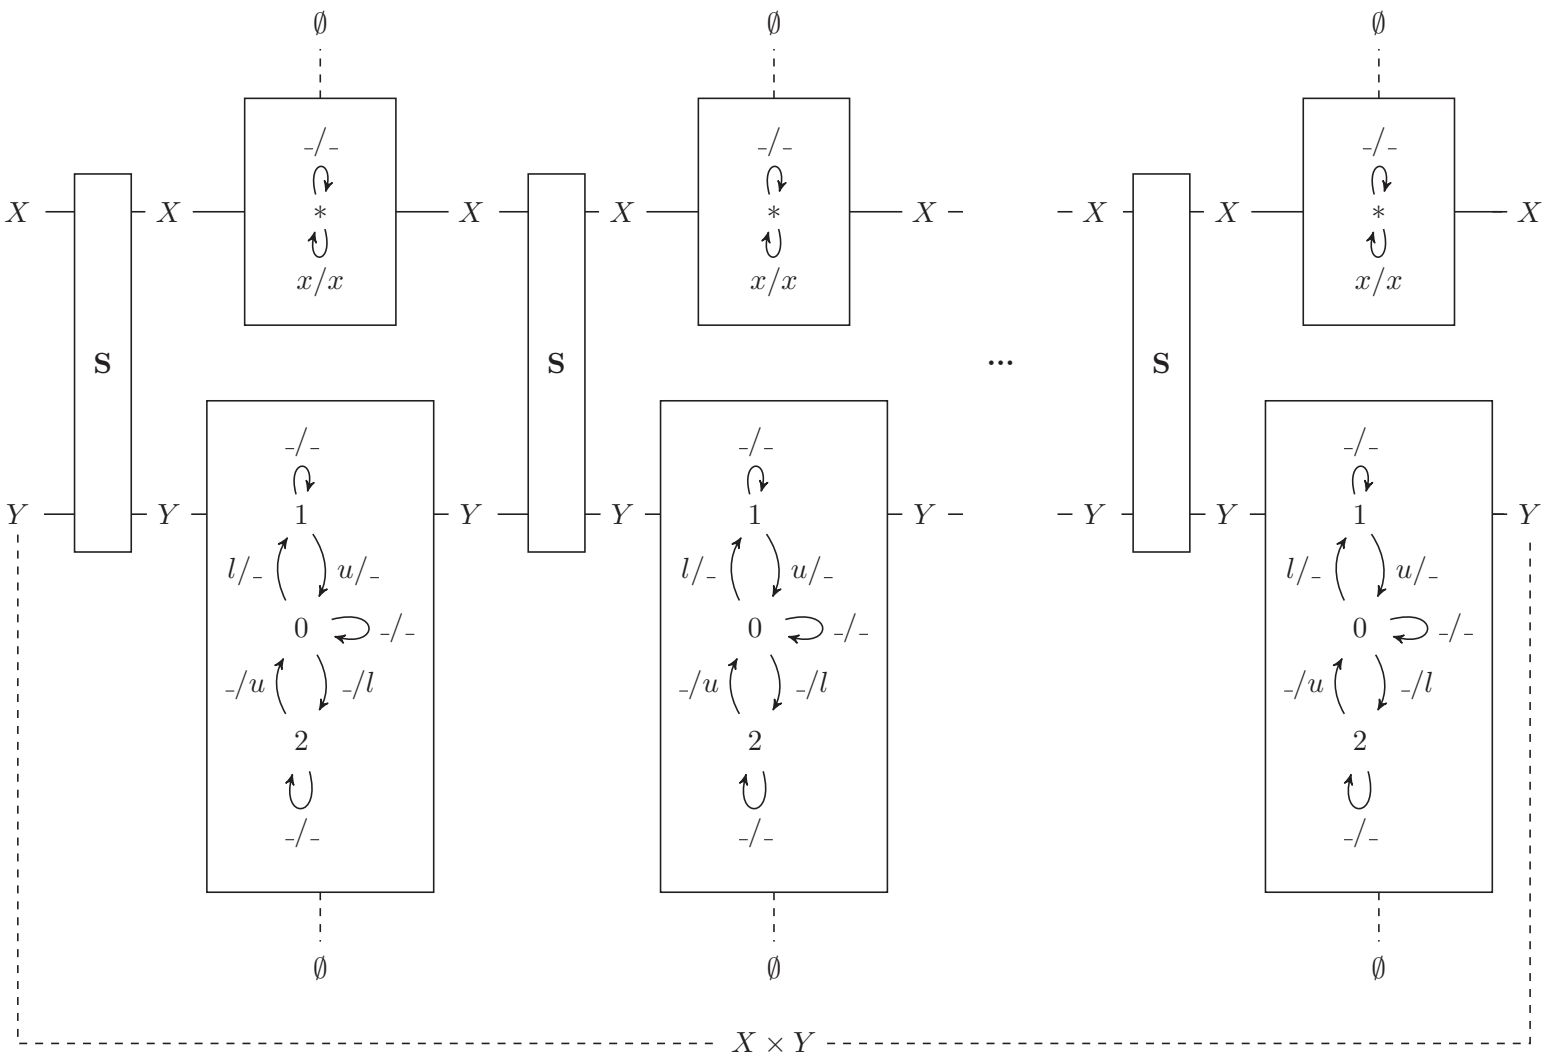 ∅ ∅ ∅
_/_ _/_ _/_
X X * X X * X X X * X
x/x x/x x/x
S S ... S
_/_ _/_ _/_
Y Y 1 Y Y 1 Y Y Y 1 Y
l/_ u/_ l/_ u/_ l/_ u/_
0 _/_ 0 _/_ 0 _/_
_/u _/l _/u _/l _/u _/l
2 2 2
_/_ _/_ _/_
∅ ∅ ∅
X × Y